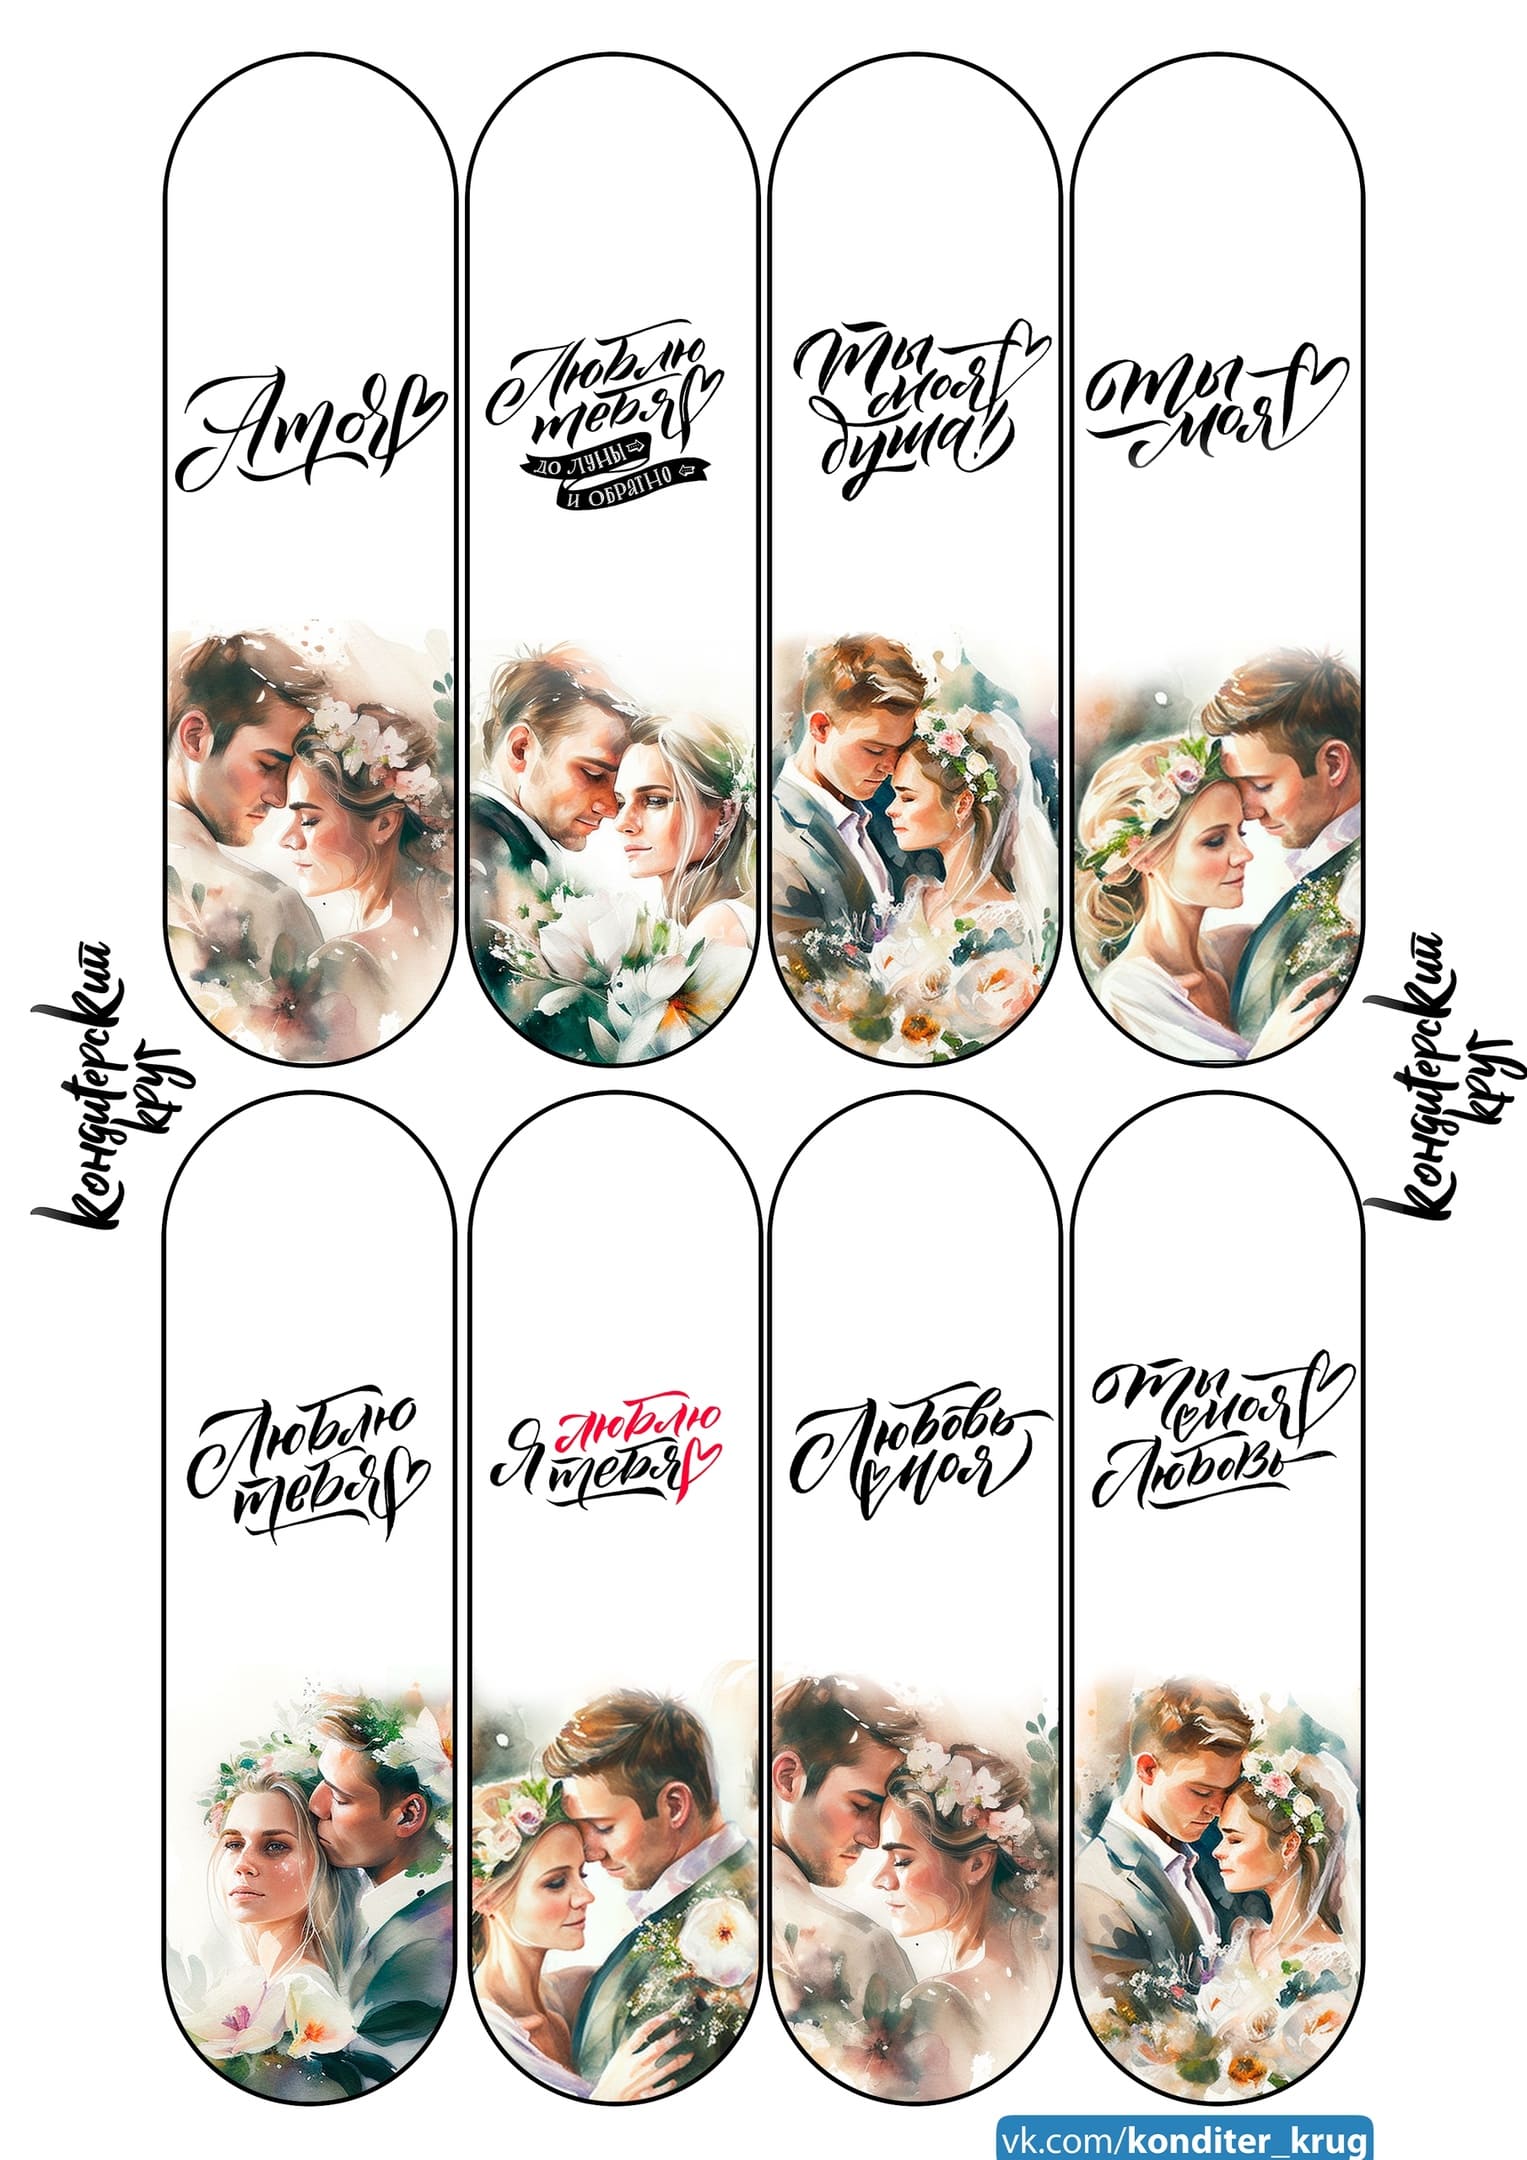 Amor
Люблю
тебя
до луны
и обратно
Ты
моя
душа!
Ты
моя
кондитерский
круг
кондитерский
круг
Люблю
тебя
Я люблю
тебя
Любовь
моя
Ты
моя
Любовь
vk.com/konditer_krug